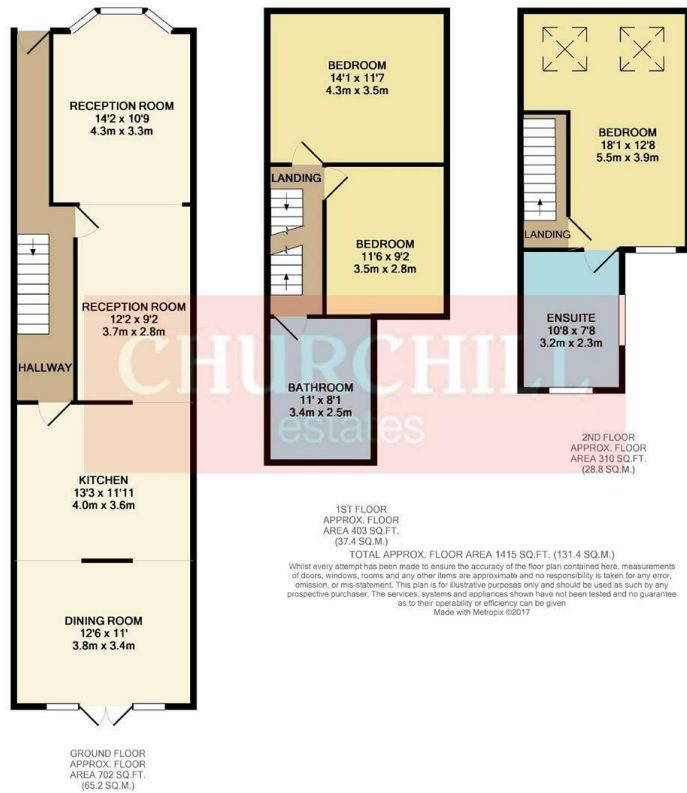 RECEPTION ROOM
14'2 x 10'9
4.3m x 3.3m
RECEPTION ROOM
12'2 x 9'2
3.7m x 2.8m
HALLWAY
KITCHEN
13'3 x 11'11
4.0m x 3.6m
DINING ROOM
12'6 x 11'
3.8m x 3.4m
GROUND FLOOR
APPROX. FLOOR
AREA 702 SQ.FT.
(65.2 SQ.M.)
BEDROOM
14'1 x 11'7
4.3m x 3.5m
LANDING
BEDROOM
11'6 x 9'2
3.5m x 2.8m
BATHROOM
11' x 8'1
3.4m x 2.5m
1ST FLOOR
APPROX. FLOOR
AREA 403 SQ.FT.
(37.4 SQ.M.)
BEDROOM
18'1 x 12'8
5.5m x 3.9m
LANDING
ENSUITE
10'8 x 7'8
3.2m x 2.3m
2ND FLOOR
APPROX. FLOOR
AREA 310 SQ.FT.
(28.8 SQ.M.)
CHURCHILL
estates
TOTAL APPROX. FLOOR AREA 1415 SQ.FT. (131.4 SQ.M.)
Whilst every attempt has been made to ensure the accuracy of the floor plan contained here, measurements
of doors, windows, rooms and any other items are approximate and no responsibility is taken for any error,
omission, or mis-statement. This plan is for illustrative purposes only and should be used as such by any
prospective purchaser. The services, systems and appliances shown have not been tested and no guarantee
as to their operability or efficiency can be given
Made with Metropix ©2017